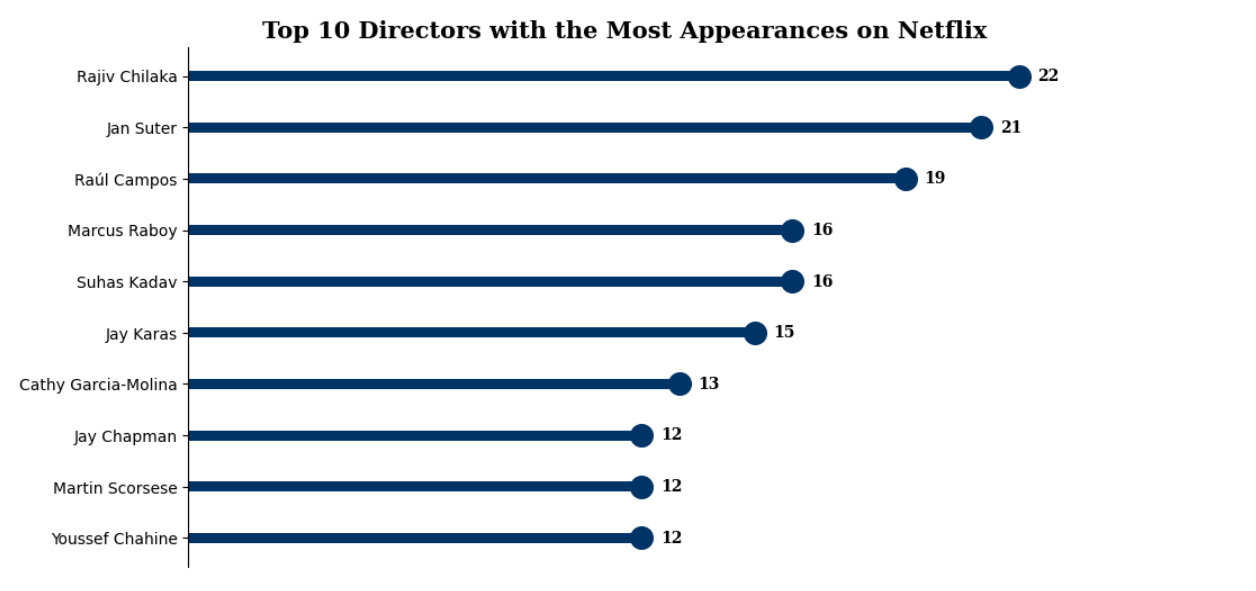 Top 10 Directors with the Most Appearances on Netflix
Rajiv Chilaka 22
Jan Suter 21
Raúl Campos 19
Marcus Raboy 16
Suhas Kadav 16
Jay Karas 15
Cathy Garcia-Molina 13
Jay Chapman 12
Martin Scorsese 12
Youssef Chahine 12